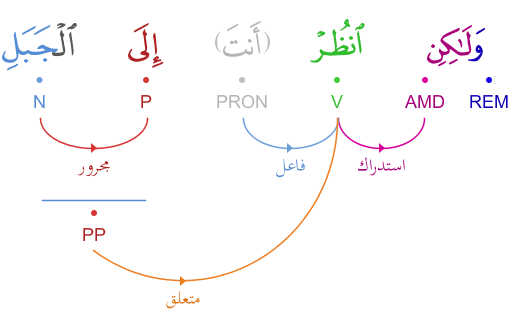 وَلَـٰكِنِ ٱنظُرْ (أَنتَ) إِلَى ٱلْجَبَلِ
REM AMD V PRON P N
استدراك فاعل مجرور
PP
متعلق